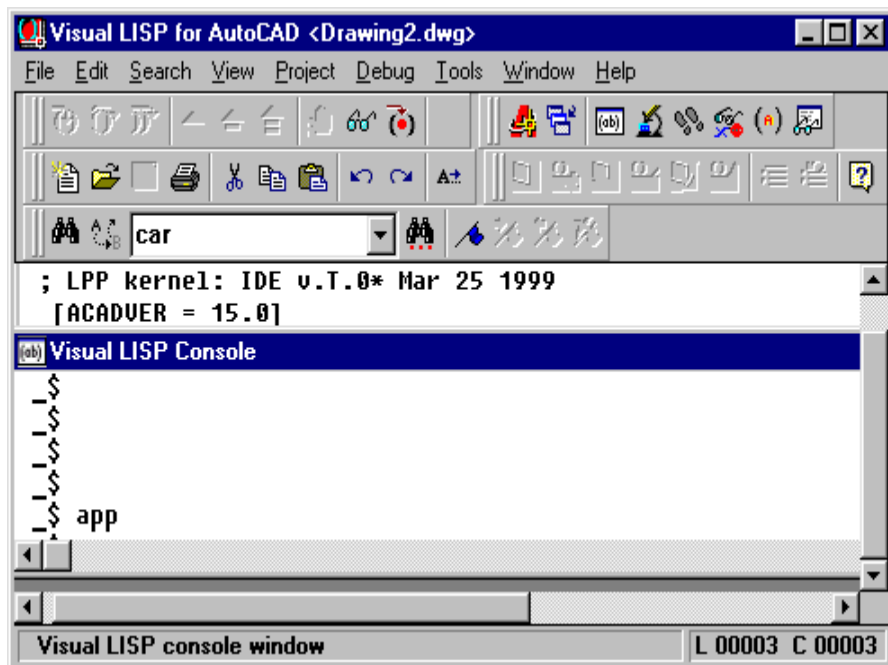 Visual LISP for AutoCAD <Drawing2.dwg>
File Edit Search View Project Debug Tools Window Help
car
; LPP kernel: IDE v.T.0* Mar 25 1999
[ACADVER = 15.0]
Visual LISP Console
_$
_$
_$
_$
_$ app
Visual LISP console window
L 00003 C 00003